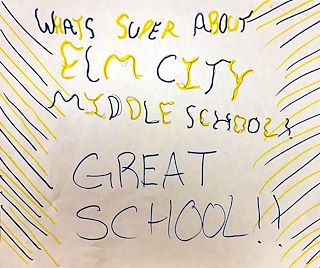 WHATS SUPER ABOUT
ELM CITY
MIDDLE SCHOOL?
GREAT
SCHOOL!!